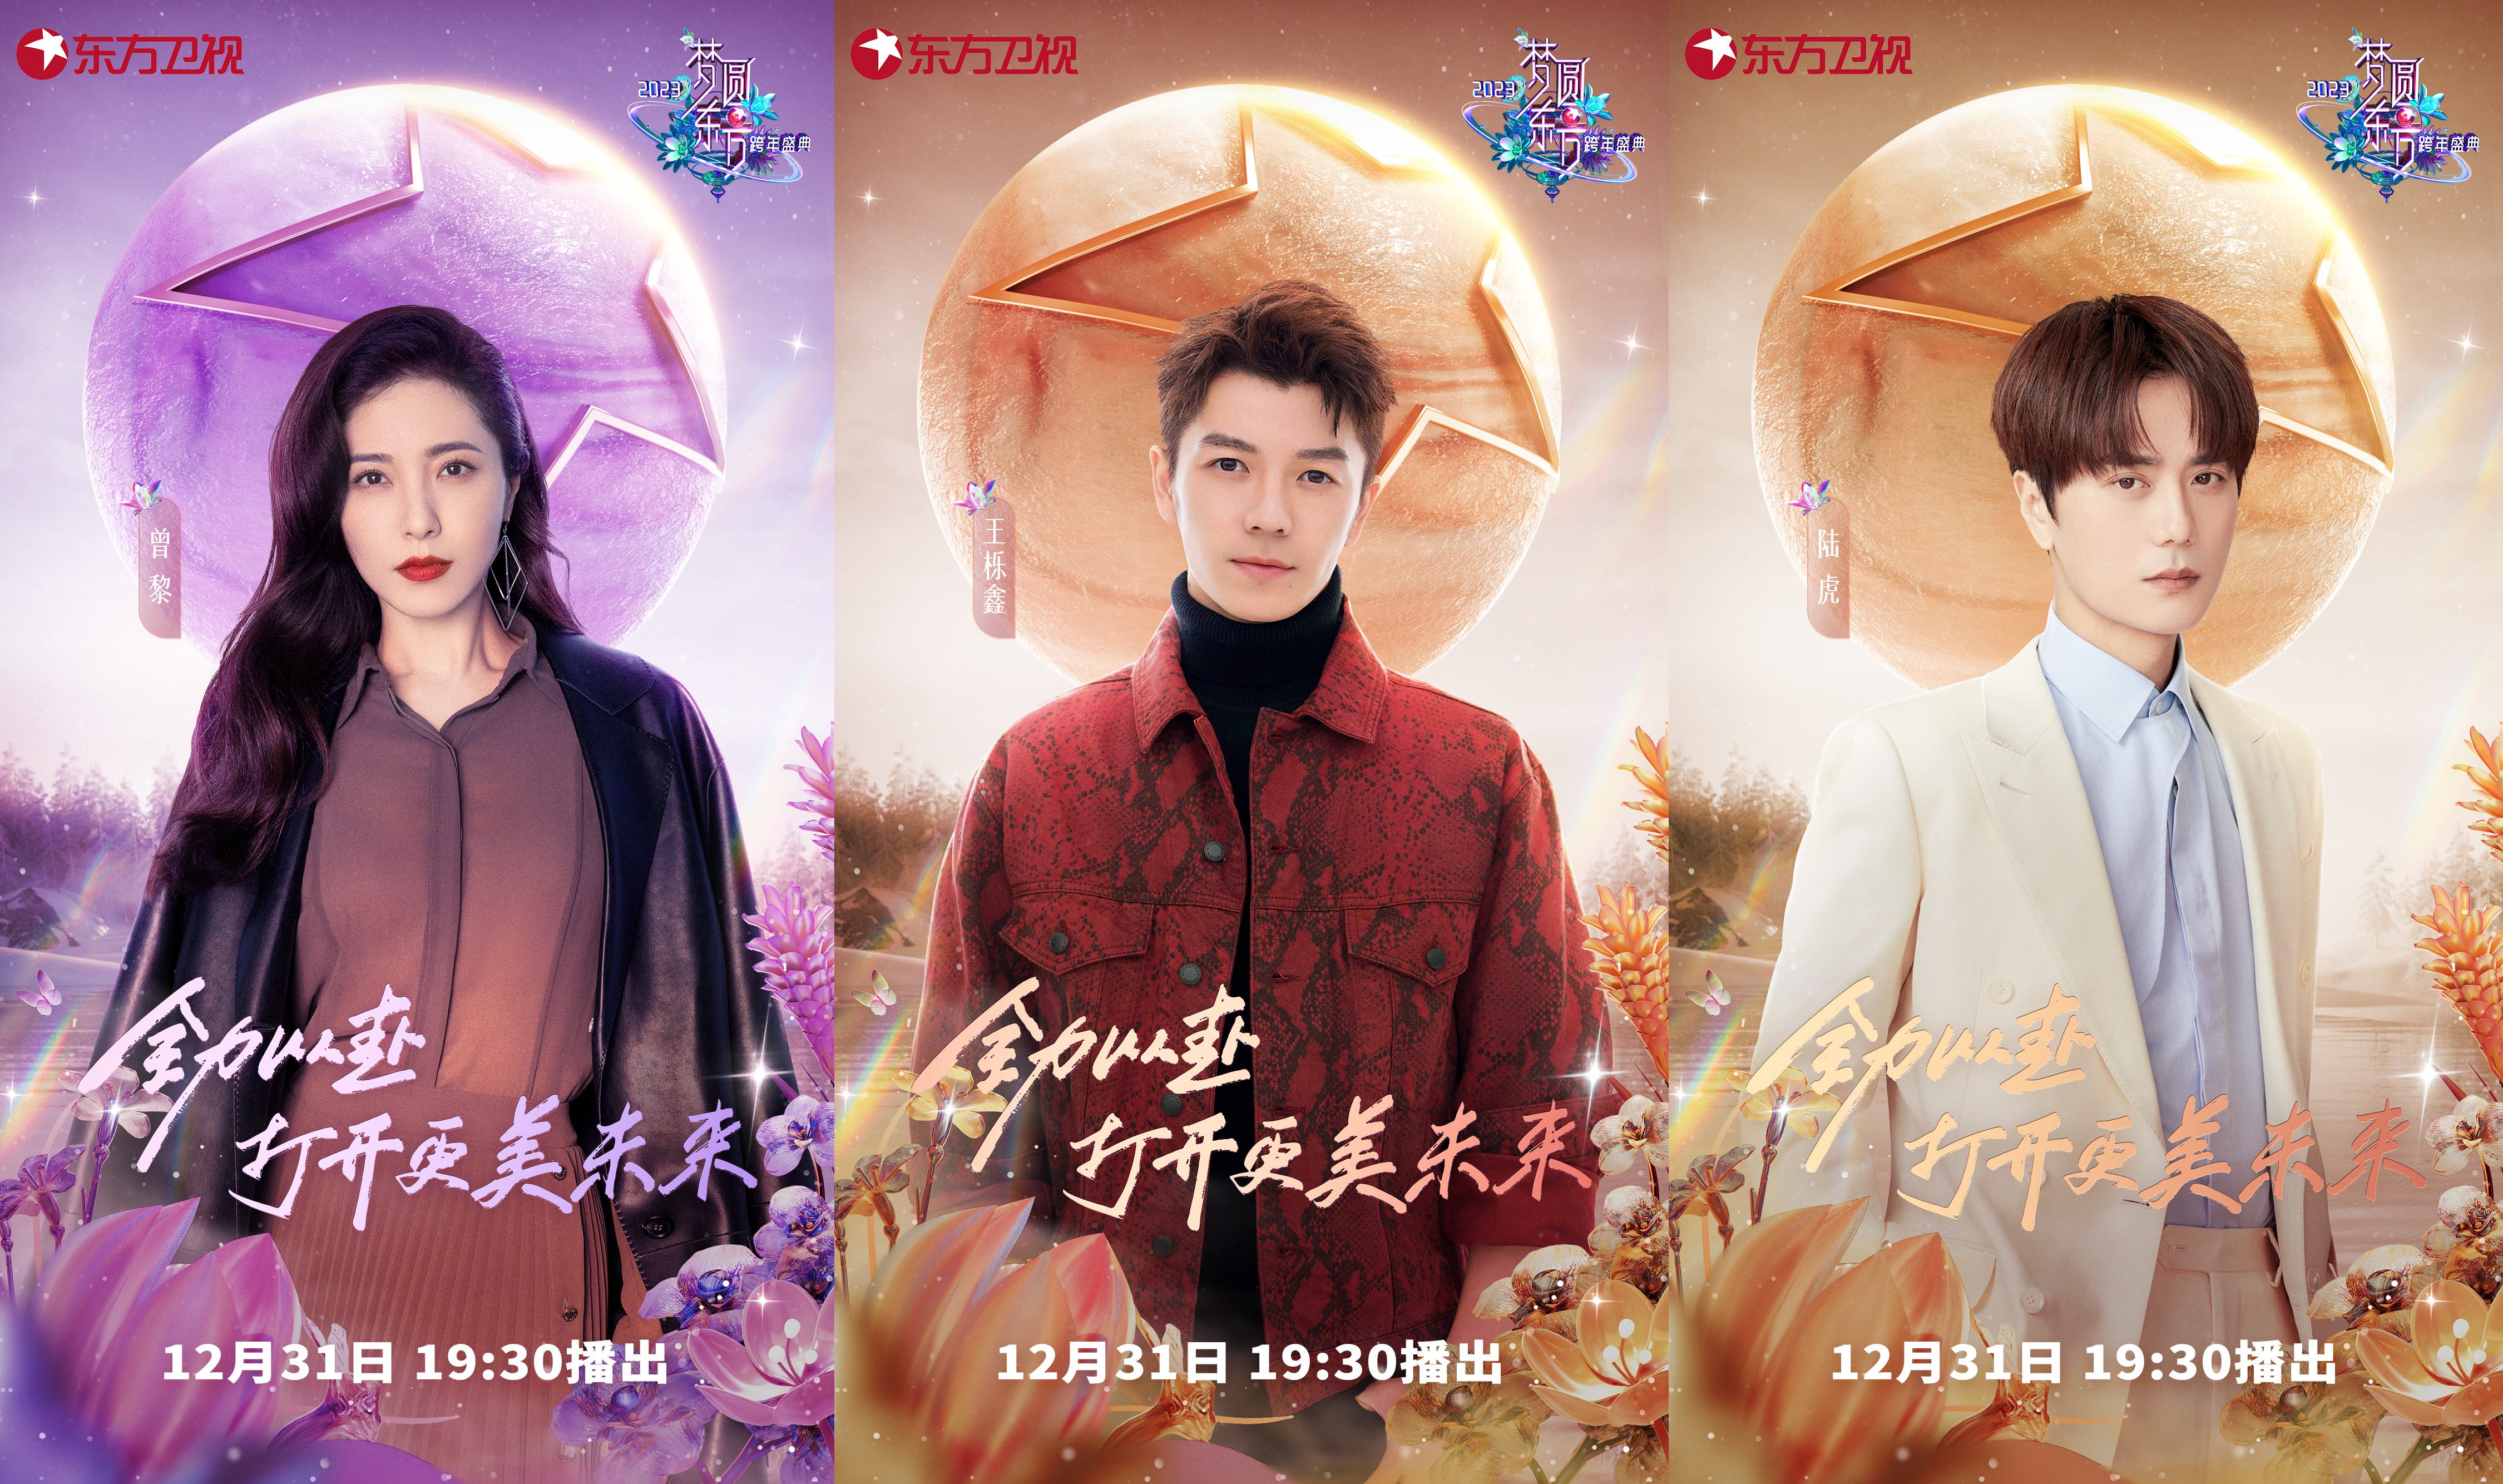 东方卫视
2023
梦圆
东方
跨年盛典
曾黎
全力以赴
打开更美未来
12月31日 19:30播出
东方卫视
2023
梦圆
东方
跨年盛典
王栎鑫
全力以赴
打开更美未来
12月31日 19:30播出
东方卫视
2023
梦圆
东方
跨年盛典
陆虎
全力以赴
打开更美未来
12月31日 19:30播出